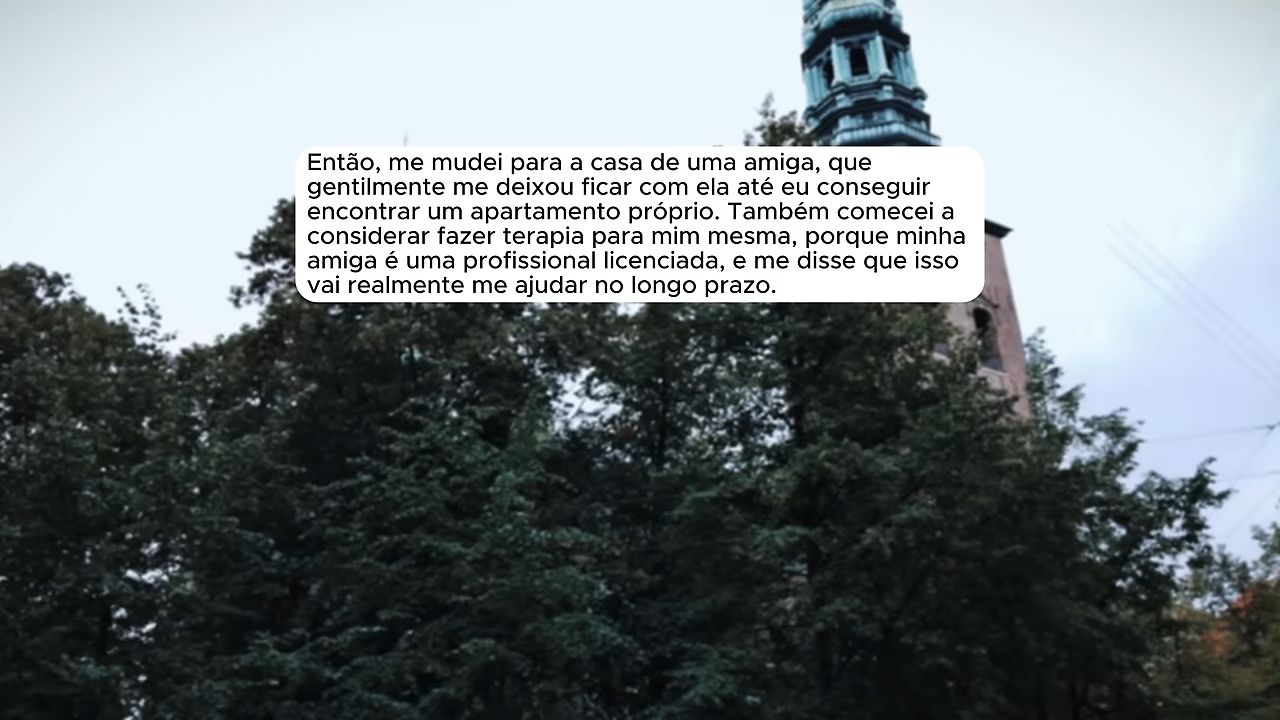 Então, me mudei para a casa de uma amiga, que
gentilmente me deixou ficar com ela até eu conseguir
encontrar um apartamento próprio. Também comecei a
considerar fazer terapia para mim mesma, porque minha
amiga é uma profissional licenciada, e me disse que isso
vai realmente me ajudar no longo prazo.